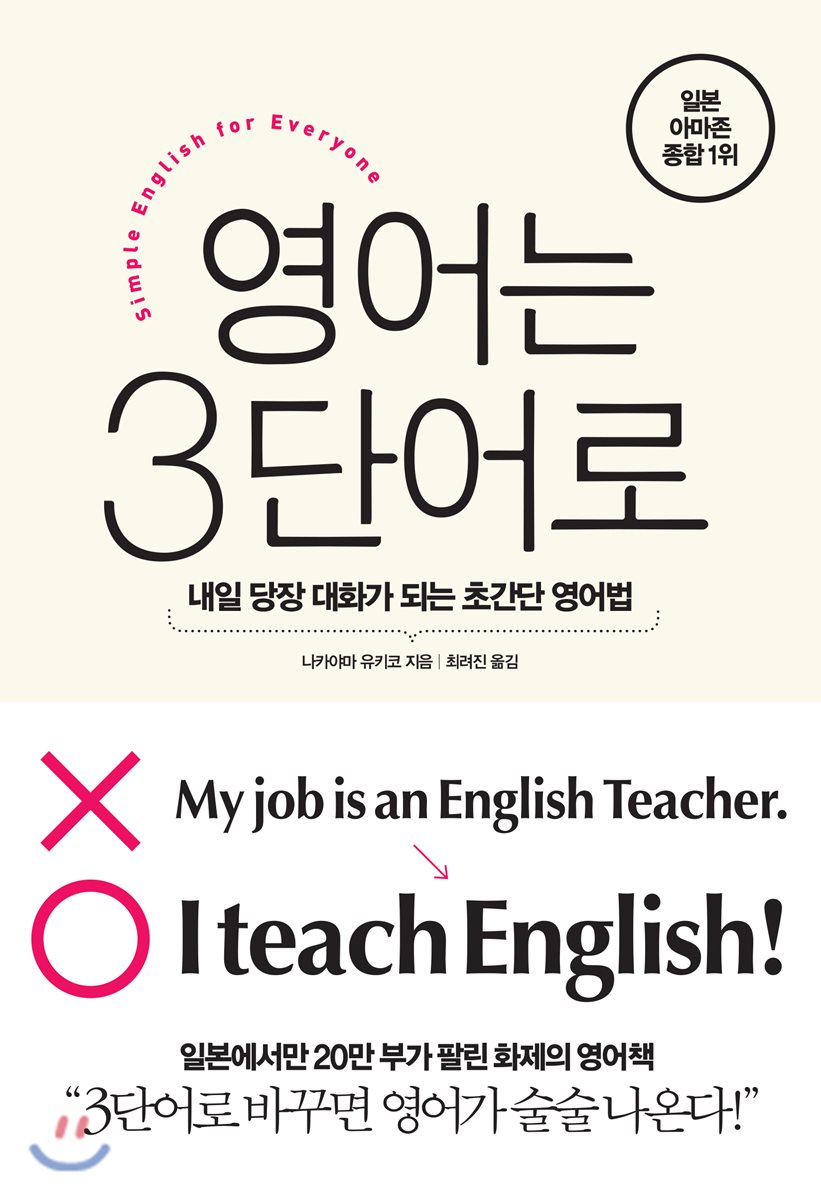 Simple English for Everyone
일본
아마존
종합 1위
영어는
3단어로
내일 당장 대화가 되는 초간단 영어법
나카야마 유키코 지음 | 최려진 옮김
My job is an English Teacher.
I teach English!
일본에서만 20만 부가 팔린 화제의 영어책
“3단어로 바꾸면 영어가 술술 나온다!”